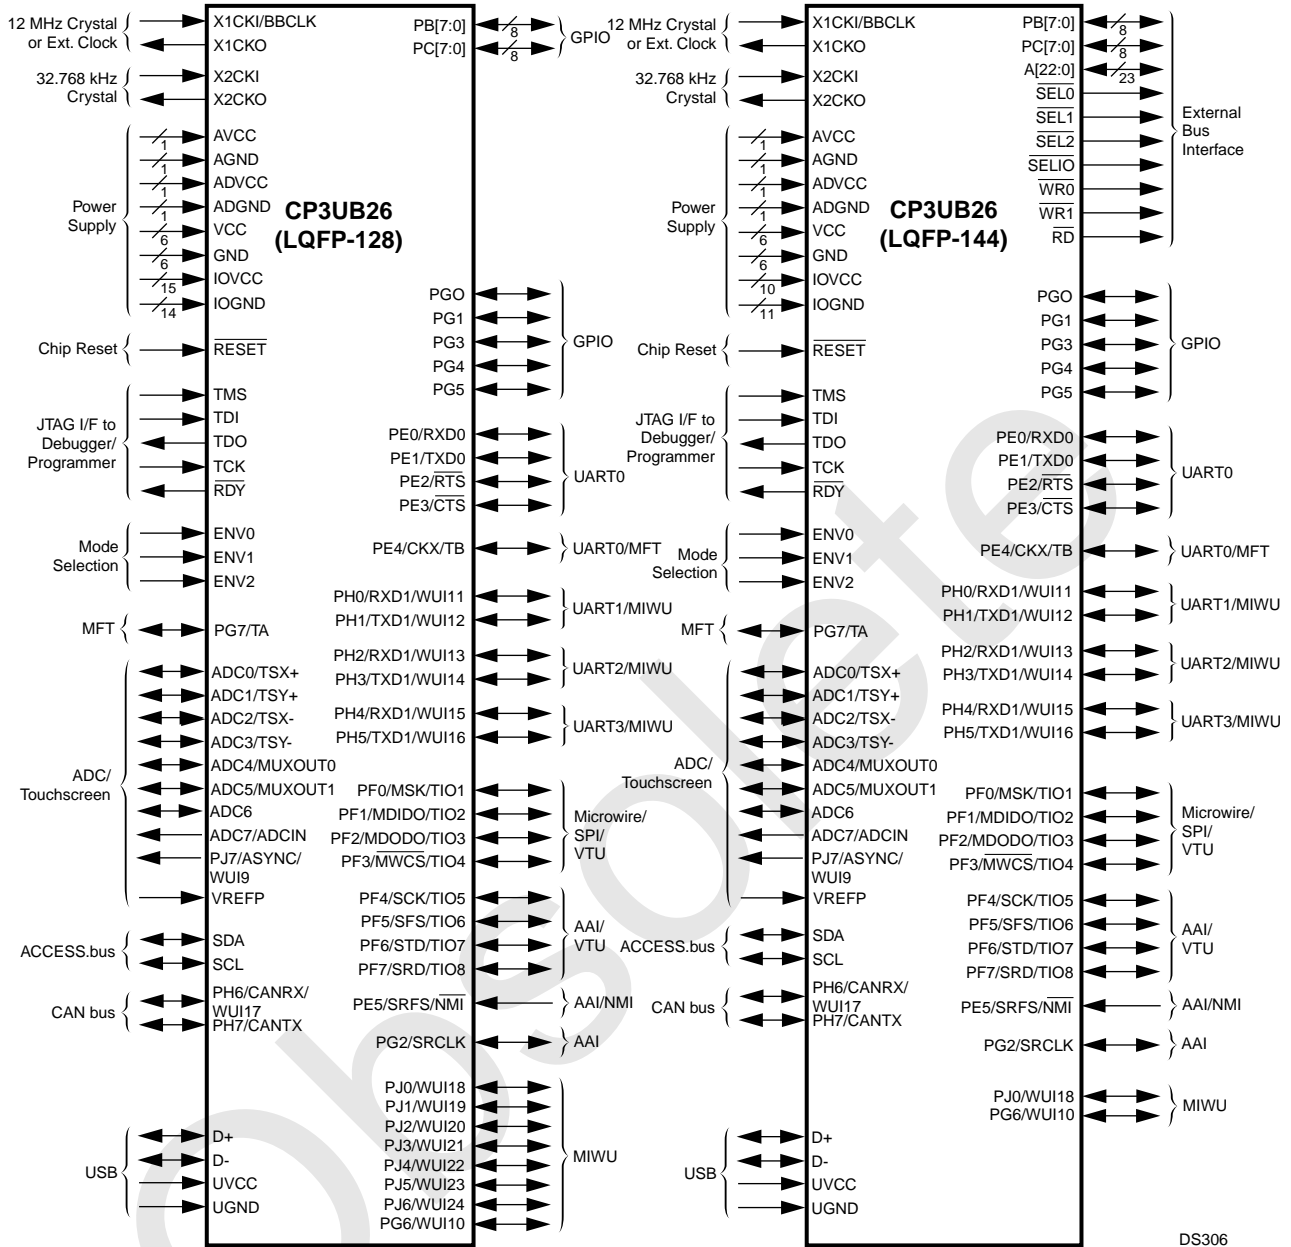 12 MHz Crystal
or Ext. Clock
X1CKI/BBCLK
X1CKO
32.768 kHz
Crystal
X2CKI
X2CKO
Power
Supply
1
AVCC
1
AGND
1
ADVCC
1
ADGND
6
VCC
6
GND
15
IOVCC
14
IOGND
Chip Reset
RESET
JTAG I/F to
Debugger/
Programmer
TMS
TDI
TDO
TCK
RDY
Mode
Selection
ENV0
ENV1
ENV2
MFT
PG7/TA
ADC/
Touchscreen
ADC0/TSX+
ADC1/TSY+
ADC2/TSX-
ADC3/TSY-
ADC4/MUXOUT0
ADC5/MUXOUT1
ADC6
ADC7/ADCIN
PJ7/ASYNC/
WUI9
VREFP
ACCESS.bus
SDA
SCL
CAN bus
PH6/CANRX/
WUI17
PH7/CANTX
USB
D+
D-
UVCC
UGND
CP3UB26
(LQFP-128)
PB[7:0]
8
PC[7:0]
8
GPIO
PGO
PG1
PG3
PG4
PG5
GPIO
PE0/RXD0
PE1/TXD0
PE2/RTS
PE3/CTS
UART0
PE4/CKX/TB
UART0/MFT
PH0/RXD1/WUI11
PH1/TXD1/WUI12
UART1/MIWU
PH2/RXD1/WUI13
PH3/TXD1/WUI14
UART2/MIWU
PH4/RXD1/WUI15
PH5/TXD1/WUI16
UART3/MIWU
PF0/MSK/TIO1
PF1/MDIDO/TIO2
PF2/MDODO/TIO3
PF3/MWCS/TIO4
Microwire/
SPI/
VTU
PF4/SCK/TIO5
PF5/SFS/TIO6
PF6/STD/TIO7
PF7/SRD/TIO8
AAI/
VTU
PE5/SRFS/NMI
AAI/NMI
PG2/SRCLK
AAI
PJ0/WUI18
PJ1/WUI19
PJ2/WUI20
PJ3/WUI21
PJ4/WUI22
PJ5/WUI23
PJ6/WUI24
PG6/WUI10
MIWU
12 MHz Crystal
or Ext. Clock
X1CKI/BBCLK
X1CKO
32.768 kHz
Crystal
X2CKI
X2CKO
Power
Supply
1
AVCC
1
AGND
1
ADVCC
1
ADGND
6
VCC
6
GND
10
IOVCC
11
IOGND
Chip Reset
RESET
JTAG I/F to
Debugger/
Programmer
TMS
TDI
TDO
TCK
RDY
Mode
Selection
ENV0
ENV1
ENV2
MFT
PG7/TA
ADC/
Touchscreen
ADC0/TSX+
ADC1/TSY+
ADC2/TSX-
ADC3/TSY-
ADC4/MUXOUT0
ADC5/MUXOUT1
ADC6
ADC7/ADCIN
PJ7/ASYNC/
WUI9
VREFP
ACCESS.bus
SDA
SCL
CAN bus
PH6/CANRX/
WUI17
PH7/CANTX
USB
D+
D-
UVCC
UGND
CP3UB26
(LQFP-144)
PB[7:0]
8
PC[7:0]
8
A[22:0]
23
SEL0
SEL1
SEL2
SELIO
WR0
WR1
RD
External
Bus
Interface
PGO
PG1
PG3
PG4
PG5
GPIO
PE0/RXD0
PE1/TXD0
PE2/RTS
PE3/CTS
UART0
PE4/CKX/TB
UART0/MFT
PH0/RXD1/WUI11
PH1/TXD1/WUI12
UART1/MIWU
PH2/RXD1/WUI13
PH3/TXD1/WUI14
UART2/MIWU
PH4/RXD1/WUI15
PH5/TXD1/WUI16
UART3/MIWU
PF0/MSK/TIO1
PF1/MDIDO/TIO2
PF2/MDODO/TIO3
PF3/MWCS/TIO4
Microwire/
SPI/
VTU
PF4/SCK/TIO5
PF5/SFS/TIO6
PF6/STD/TIO7
PF7/SRD/TIO8
AAI/
VTU
PE5/SRFS/NMI
AAI/NMI
PG2/SRCLK
AAI
PJ0/WUI18
PG6/WUI10
MIWU
DS306
Obsolete